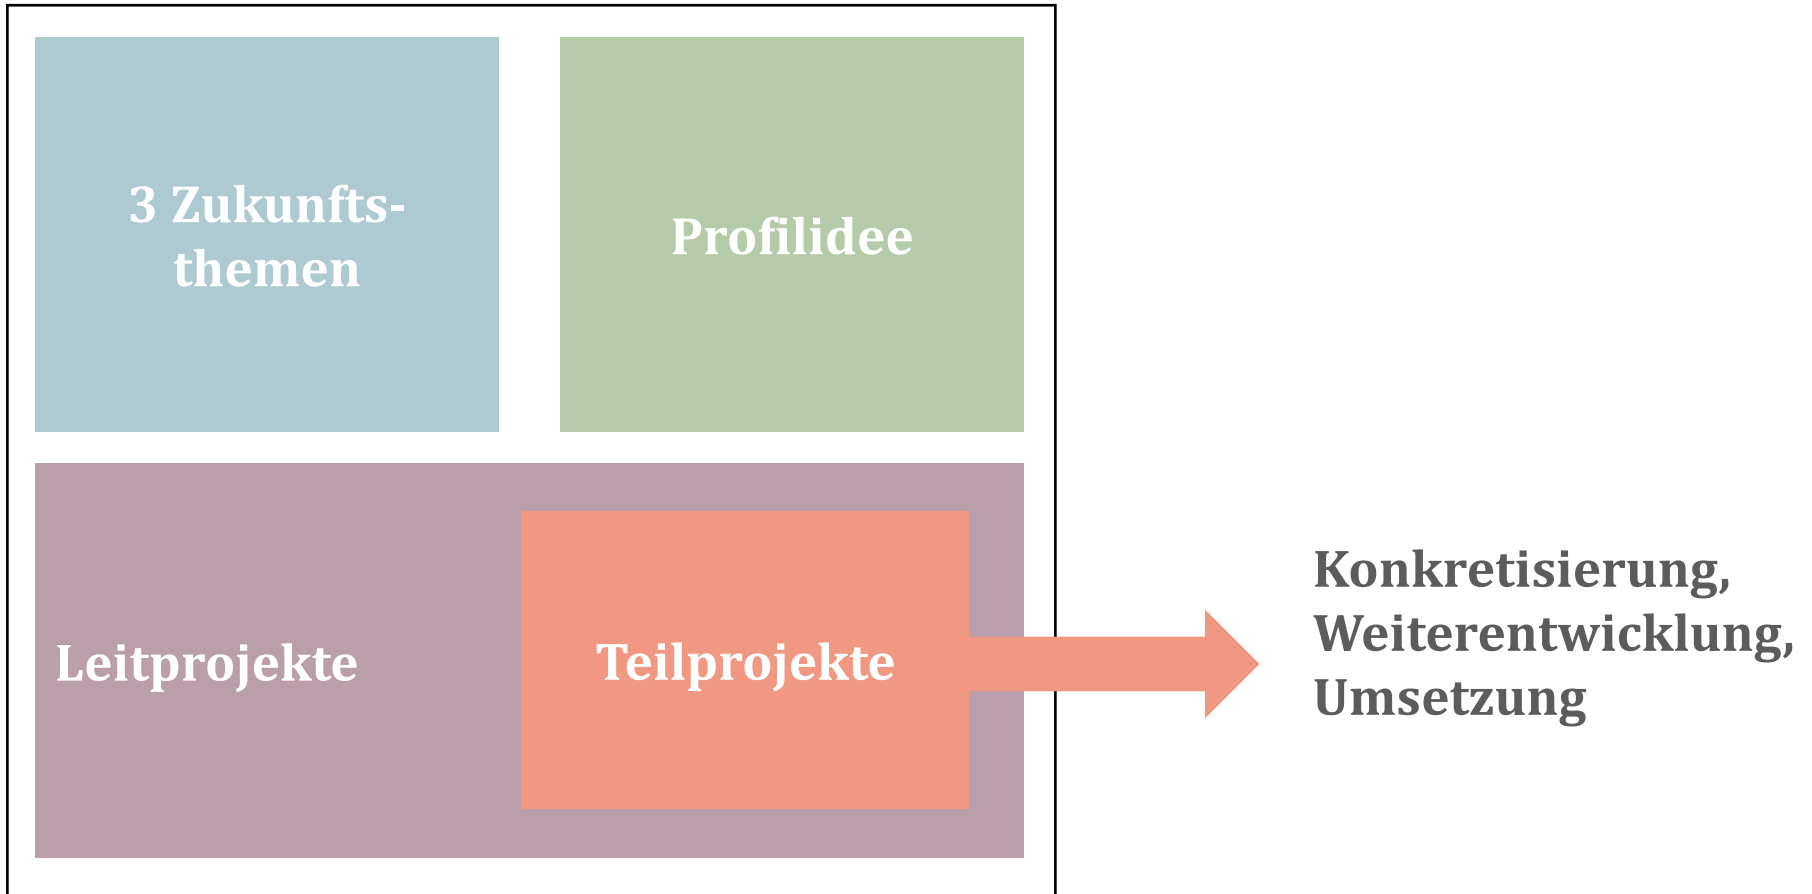 3 Zukunfts-
themen
Profilidee
Leitprojekte
Teilprojekte
Konkretisierung,
Weiterentwicklung,
Umsetzung